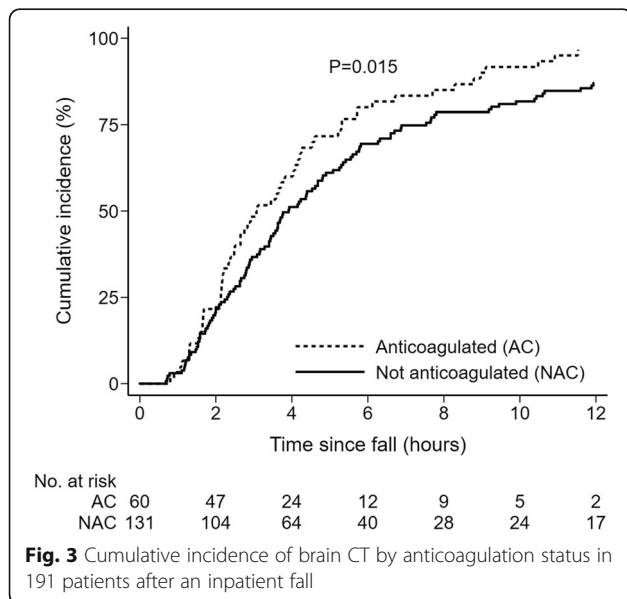 100
75
50
25
0
Cumulative incidence (%)
P=0.015
Anticoagulated (AC)
Not anticoagulated (NAC)
0 2 4 6 8 10 12
Time since fall (hours)
No. at risk
AC 60 47 24 12 9 5 2
NAC 131 104 64 40 28 24 17
Fig. 3 Cumulative incidence of brain CT by anticoagulation status in
191 patients after an inpatient fall